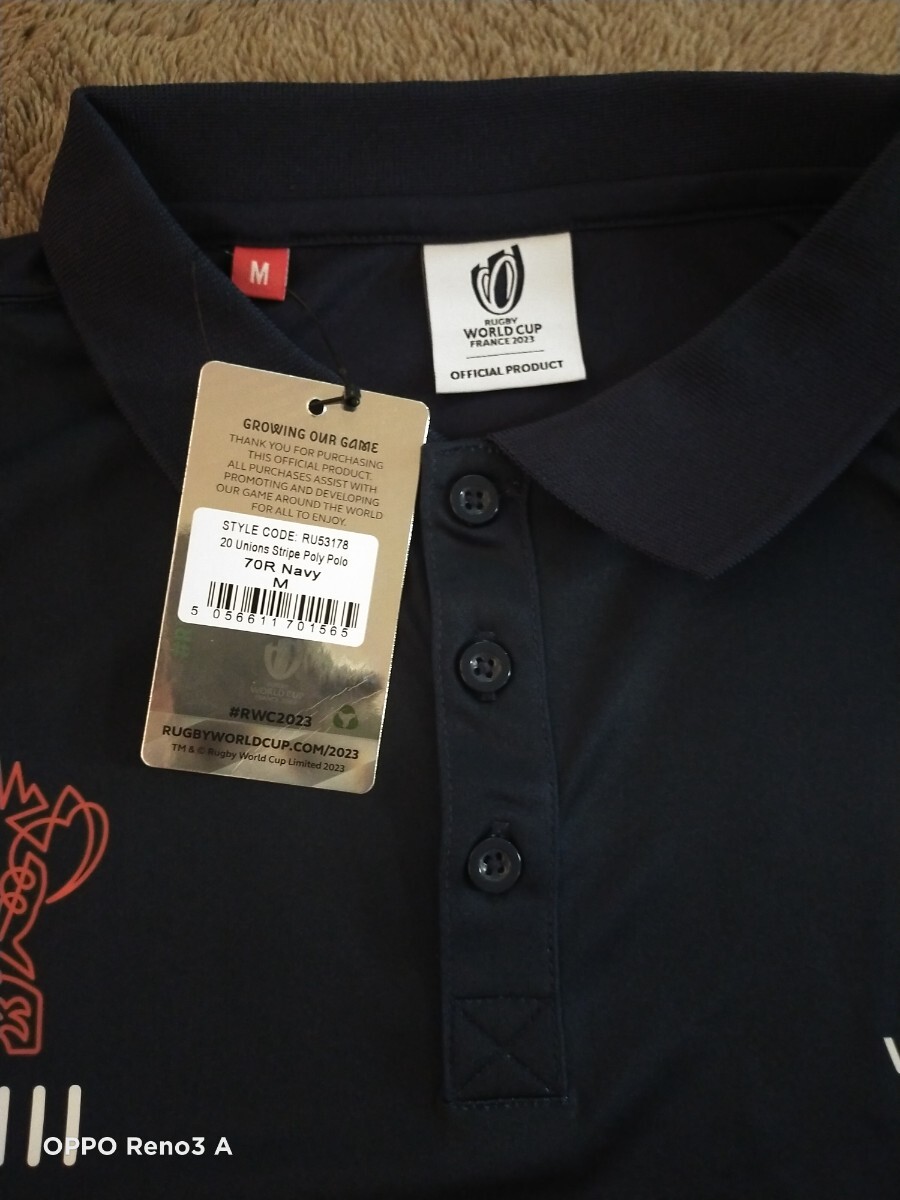 M
RUGBY
WORLD CUP
FRANCE 2023
OFFICIAL PRODUCT
GROWING OUR GAME
THANK YOU FOR PURCHASING
THIS OFFICIAL PRODUCT.
ALL PURCHASES ASSIST WITH
PROMOTING AND DEVELOPING
OUR GAME AROUND THE WORLD
FOR ALL TO ENJOY.
STYLE CODE: RU53178
20 Unions Stripe Poly Polo
70R Navy
M
5 056611 701565
#R
WORLD CUP
#RWC2023
RUGBYWORLDCUP.COM/2023
TM & © Rugby World Cup Limited 2023
OPPO Reno3 A